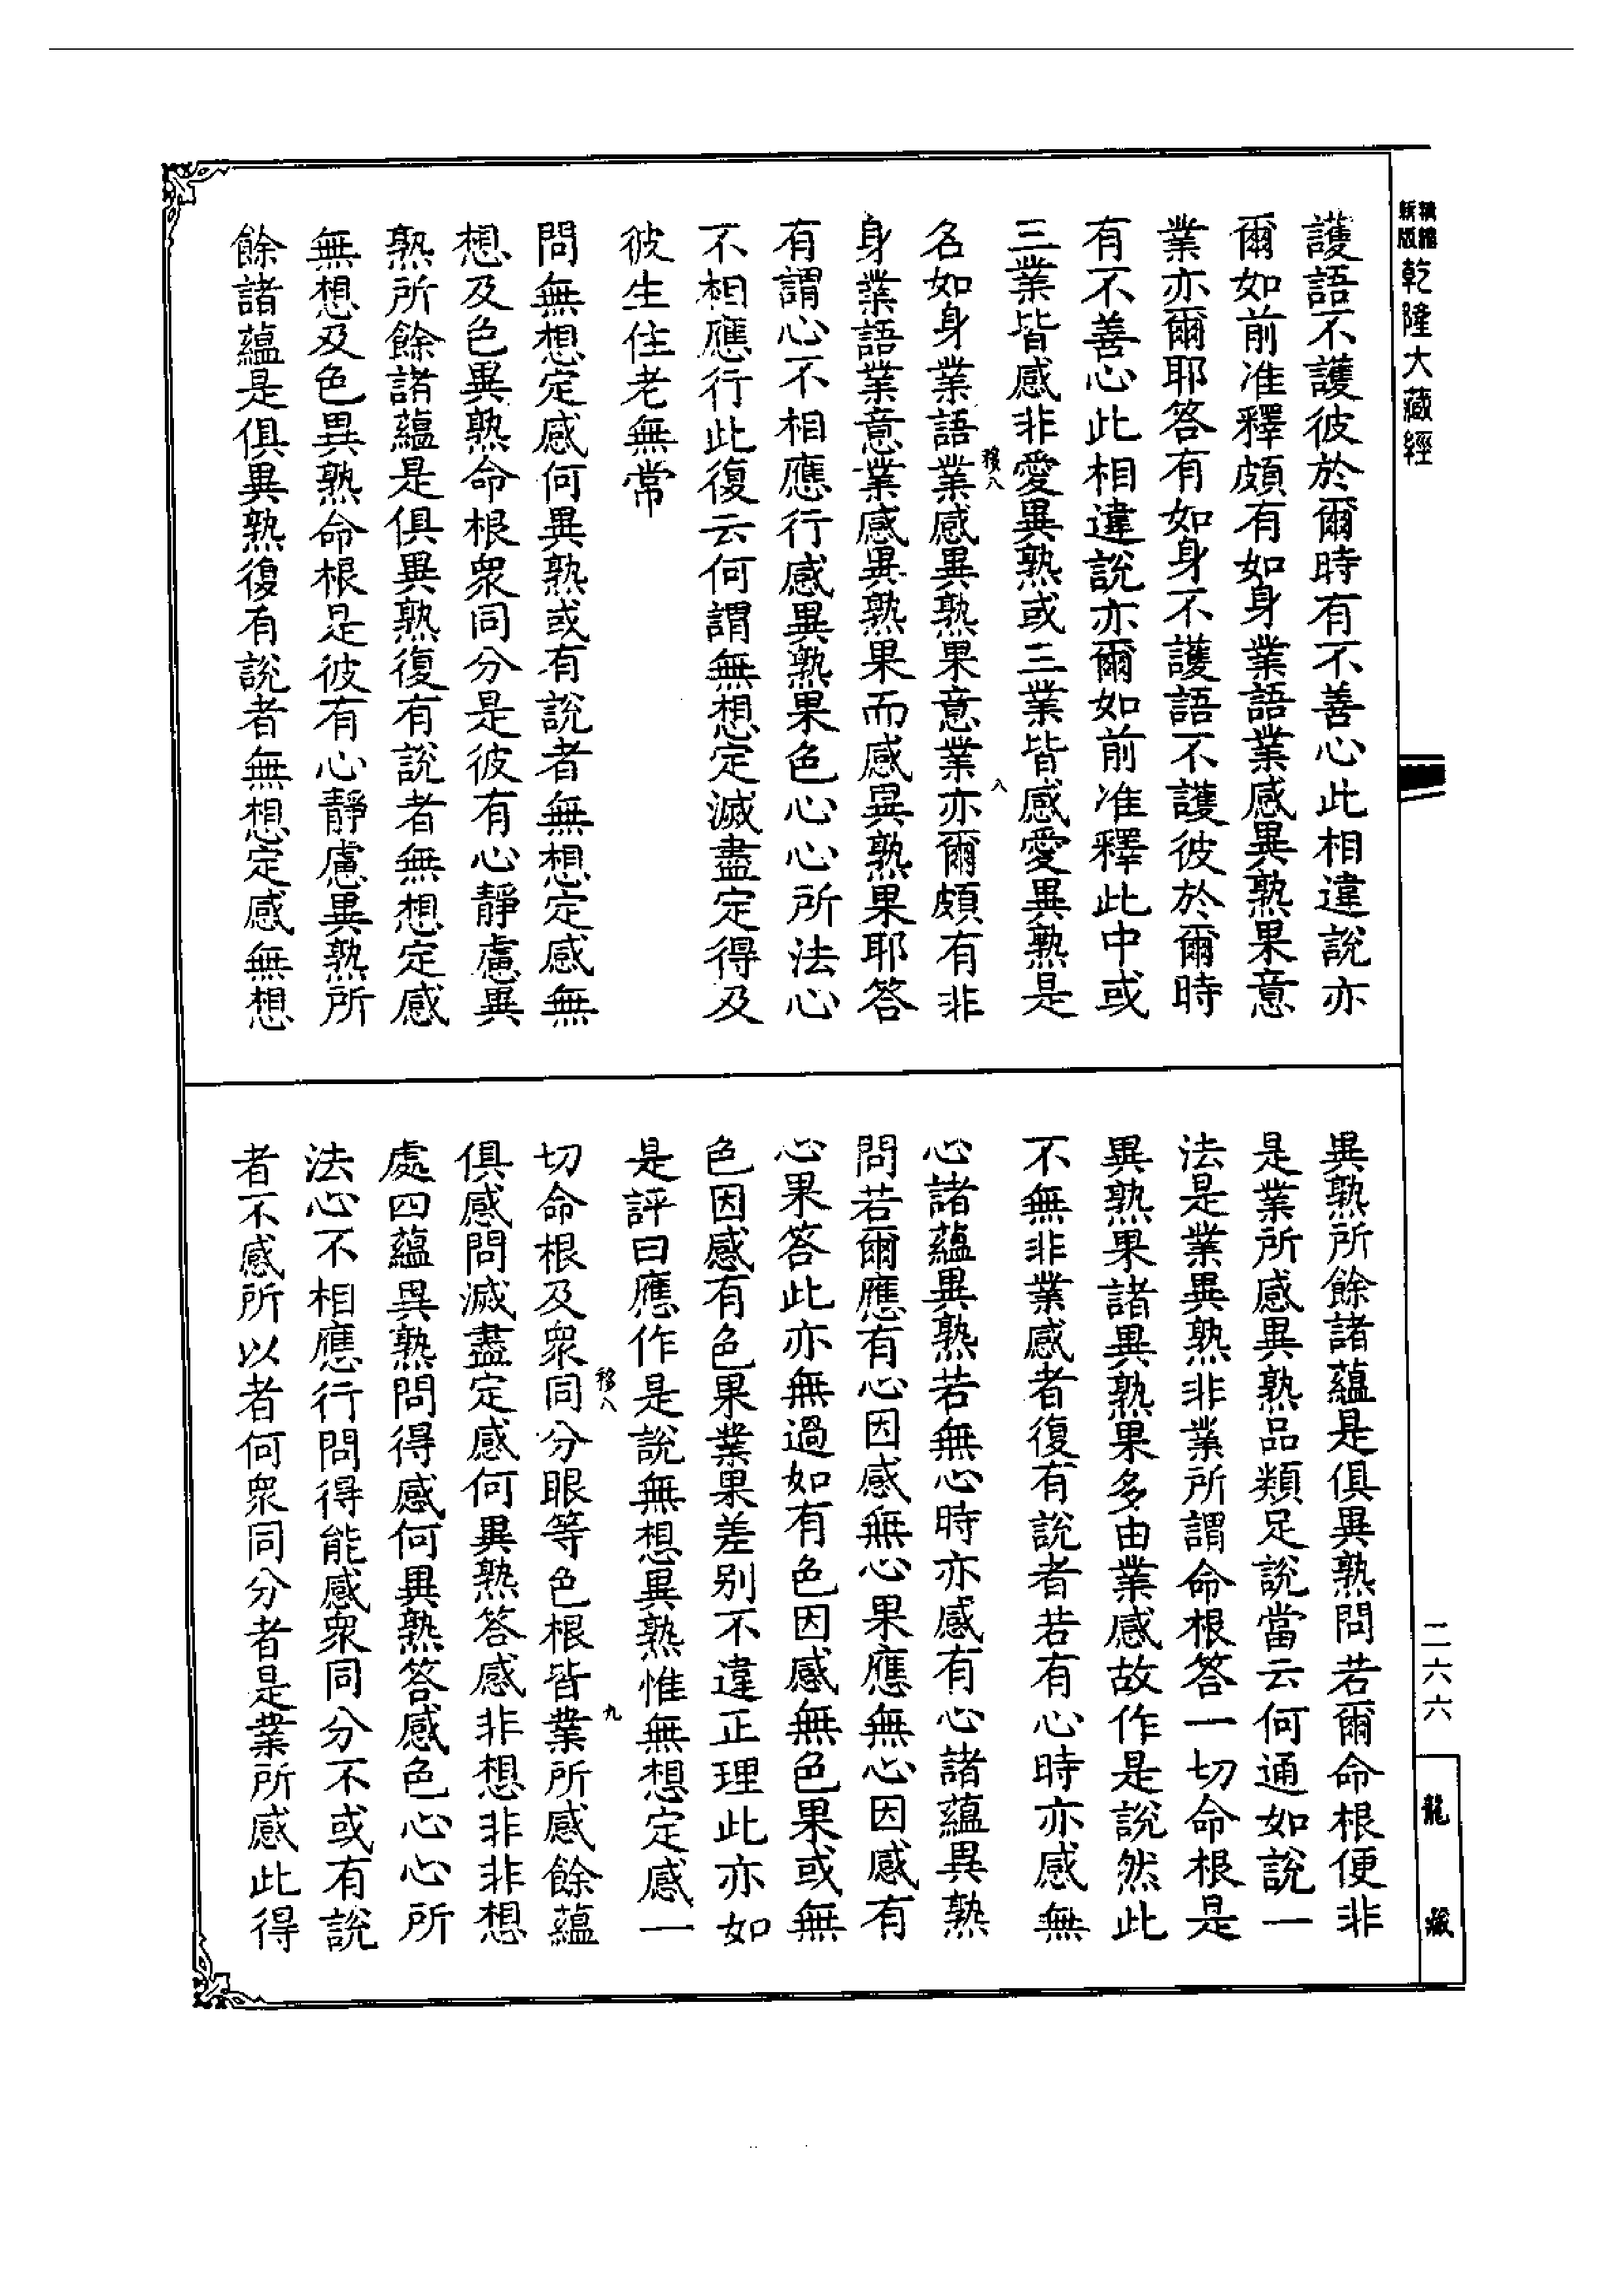 精縮
新版
乾隆大藏經
護語不護彼於爾時有不善心此相違說亦
爾如前准釋頗有如身業語業感異熟果意
業亦爾耶答有如身不護語不護彼於爾時
有不善心此相違說亦爾如前准釋此中或
三業皆感非愛異熟或三業皆感愛異熟是
移八
八
名如身業語業感異熟果意業亦爾頗有非
身業語業意業感異熟果而感異熟果耶答
有謂心不相應行感異熟果色心心所法心
不相應行此復云何謂無想定滅盡定得及
彼生住老無常
問無想定感何異熟或有說者無想定感無
想及色異熟命根眾同分是彼有心靜慮異
熟所餘諸蘊是俱異熟復有說者無想定感
無想及色異熟命根是彼有心靜慮異熟所
餘諸蘊是俱異熟復有說者無想定感無想
異熟所餘諸蘊是俱異熟問若爾命根便非
是業所感異熟品類足說當云何通如說一
法是業異熟非業所謂命根答一切命根是
異熟果諸異熟果多由業感故作是說然此
不無非業感者復有說者若有心時亦感無
心諸蘊異熟若無心時亦感有心諸蘊異熟
問若爾應有心因感無心果應無心因感有
心果答此亦無過如有色因感無色果或無
色因感有色果業果差別不違正理此亦如
是評曰應作是說無想異熟惟無想定感一
移八
九
切命根及眾同分眼等色根皆業所感餘蘊
俱感問滅盡定感何異熟答感非想非非想
處四蘊異熟問得感何異熟答感色心心所
法心不相應行問得能感眾同分不或有說
者不感所以者何眾同分者是業所感此得
二六六
龍藏